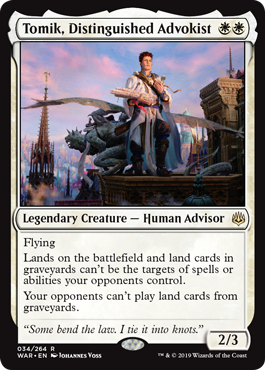 Tomik, Distinguished Advokist
Legendary Creature — Human Advisor
Flying
Lands on the battlefield and land cards in
graveyards can't be the targets of spells or
abilities your opponents control.
Your opponents can't play land cards from
graveyards.
"Some bend the law. I tie it into knots."
2/3
034/264 R
WAR • EN Johannes Voss
™ & © 2019 Wizards of the Coast